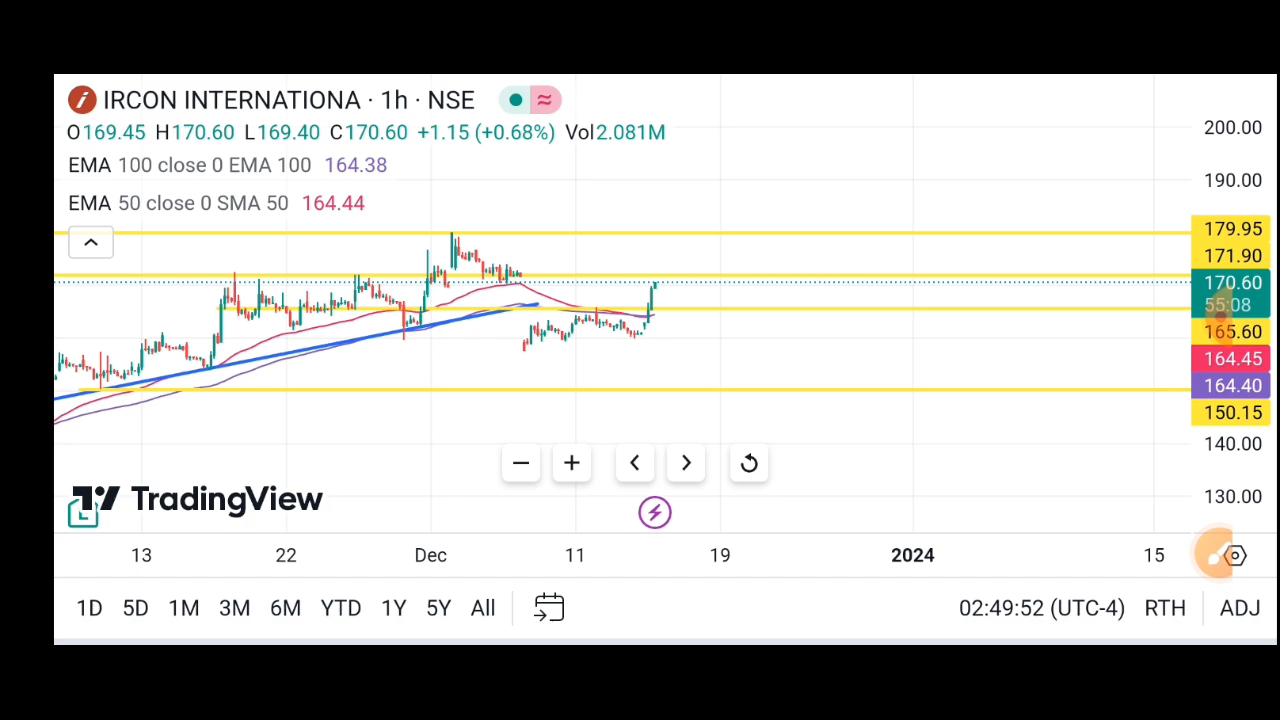 IRCON INTERNATIONA · 1h · NSE
O169.45 H170.60 L169.40 C170.60 +1.15 (+0.68%) Vol2.081M
EMA 100 close 0 EMA 100 164.38
EMA 50 close 0 SMA 50 164.44
200.00
190.00
179.95
171.90
170.60
55:08
165.60
164.45
164.40
150.15
140.00
130.00
TradingView
13 22 Dec 11 19 2024 15
1D 5D 1M 3M 6M YTD 1Y 5Y All 02:49:52 (UTC-4) RTH ADJ